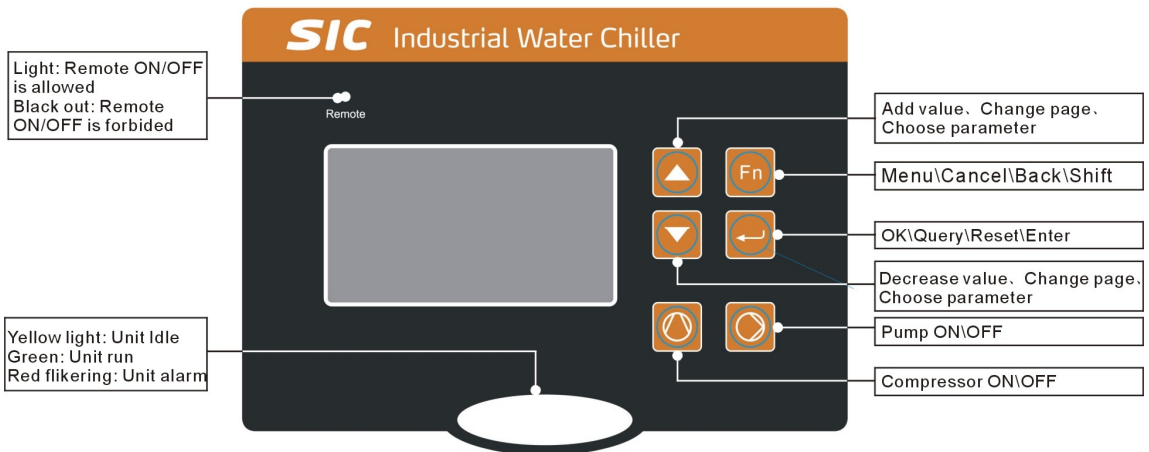 SIC Industrial Water Chiller
Light: Remote ON/OFF
is allowed
Black out: Remote
ON/OFF is forbided
Remote
Add value、Change page、
Choose parameter
Fn
Menu\Cancel\Back\Shift
OK\Query\Reset\Enter
Decrease value、Change page、
Choose parameter
Yellow light: Unit Idle
Green: Unit run
Red flikering: Unit alarm
Pump ON\OFF
Compressor ON\OFF